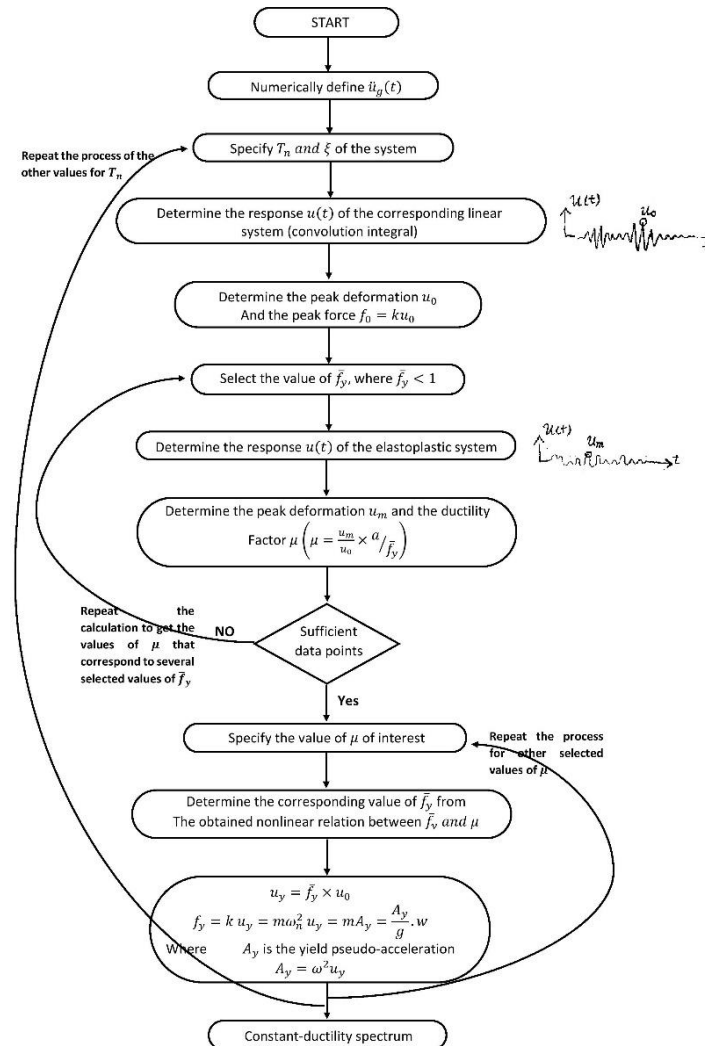 START
Numerically define ü_g(t)
Repeat the process of the
other values for T_n
Specify T_n and ξ of the system
Determine the response u(t) of the corresponding linear
system (convolution integral)
u(t)
u_0
Determine the peak deformation u_0
And the peak force f_0 = ku_0
Select the value of f̄_y, where f̄_y < 1
Determine the response u(t) of the elastoplastic system
u(t)
u_m
t
Determine the peak deformation u_m and the ductility
Factor μ (μ = u_m/u_0 × a/f̄_y)
Repeat the
calculation to get the
values of μ that
correspond to several
selected values of f̄_y
NO
Sufficient
data points
Yes
Specify the value of μ of interest
Repeat the process
for other selected
values of μ
Determine the corresponding value of f̄_y from
The obtained nonlinear relation between f̄_v and μ
u_y = f̄_y × u_0
f_y = k u_y = mω_n^2 u_y = mA_y = A_y/g . w
Where A_y is the yield pseudo-acceleration
A_y = ω^2 u_y
Constant-ductility spectrum